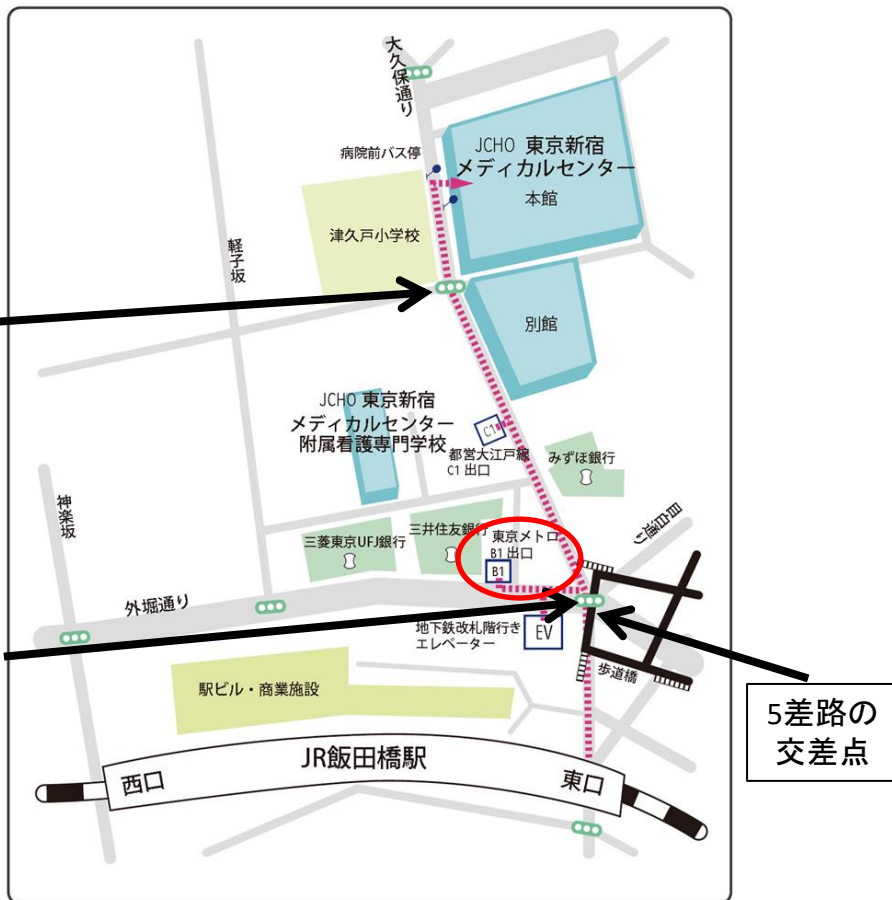 大久保通り
病院前バス停
JCHO 東京新宿
メディカルセンター
本館
津久戸小学校
軽子坂
別館
JCHO 東京新宿
メディカルセンター
附属看護専門学校
C1
都営大江戸線
C1 出口
みずほ銀行
目白通り
神楽坂
三菱東京UFJ銀行
三井住友銀行
東京メトロ
B1 出口
B1
外堀通り
地下鉄改札階行き
エレベーター
EV
歩道橋
駅ビル・商業施設
5差路の
交差点
JR飯田橋駅
西口
東口